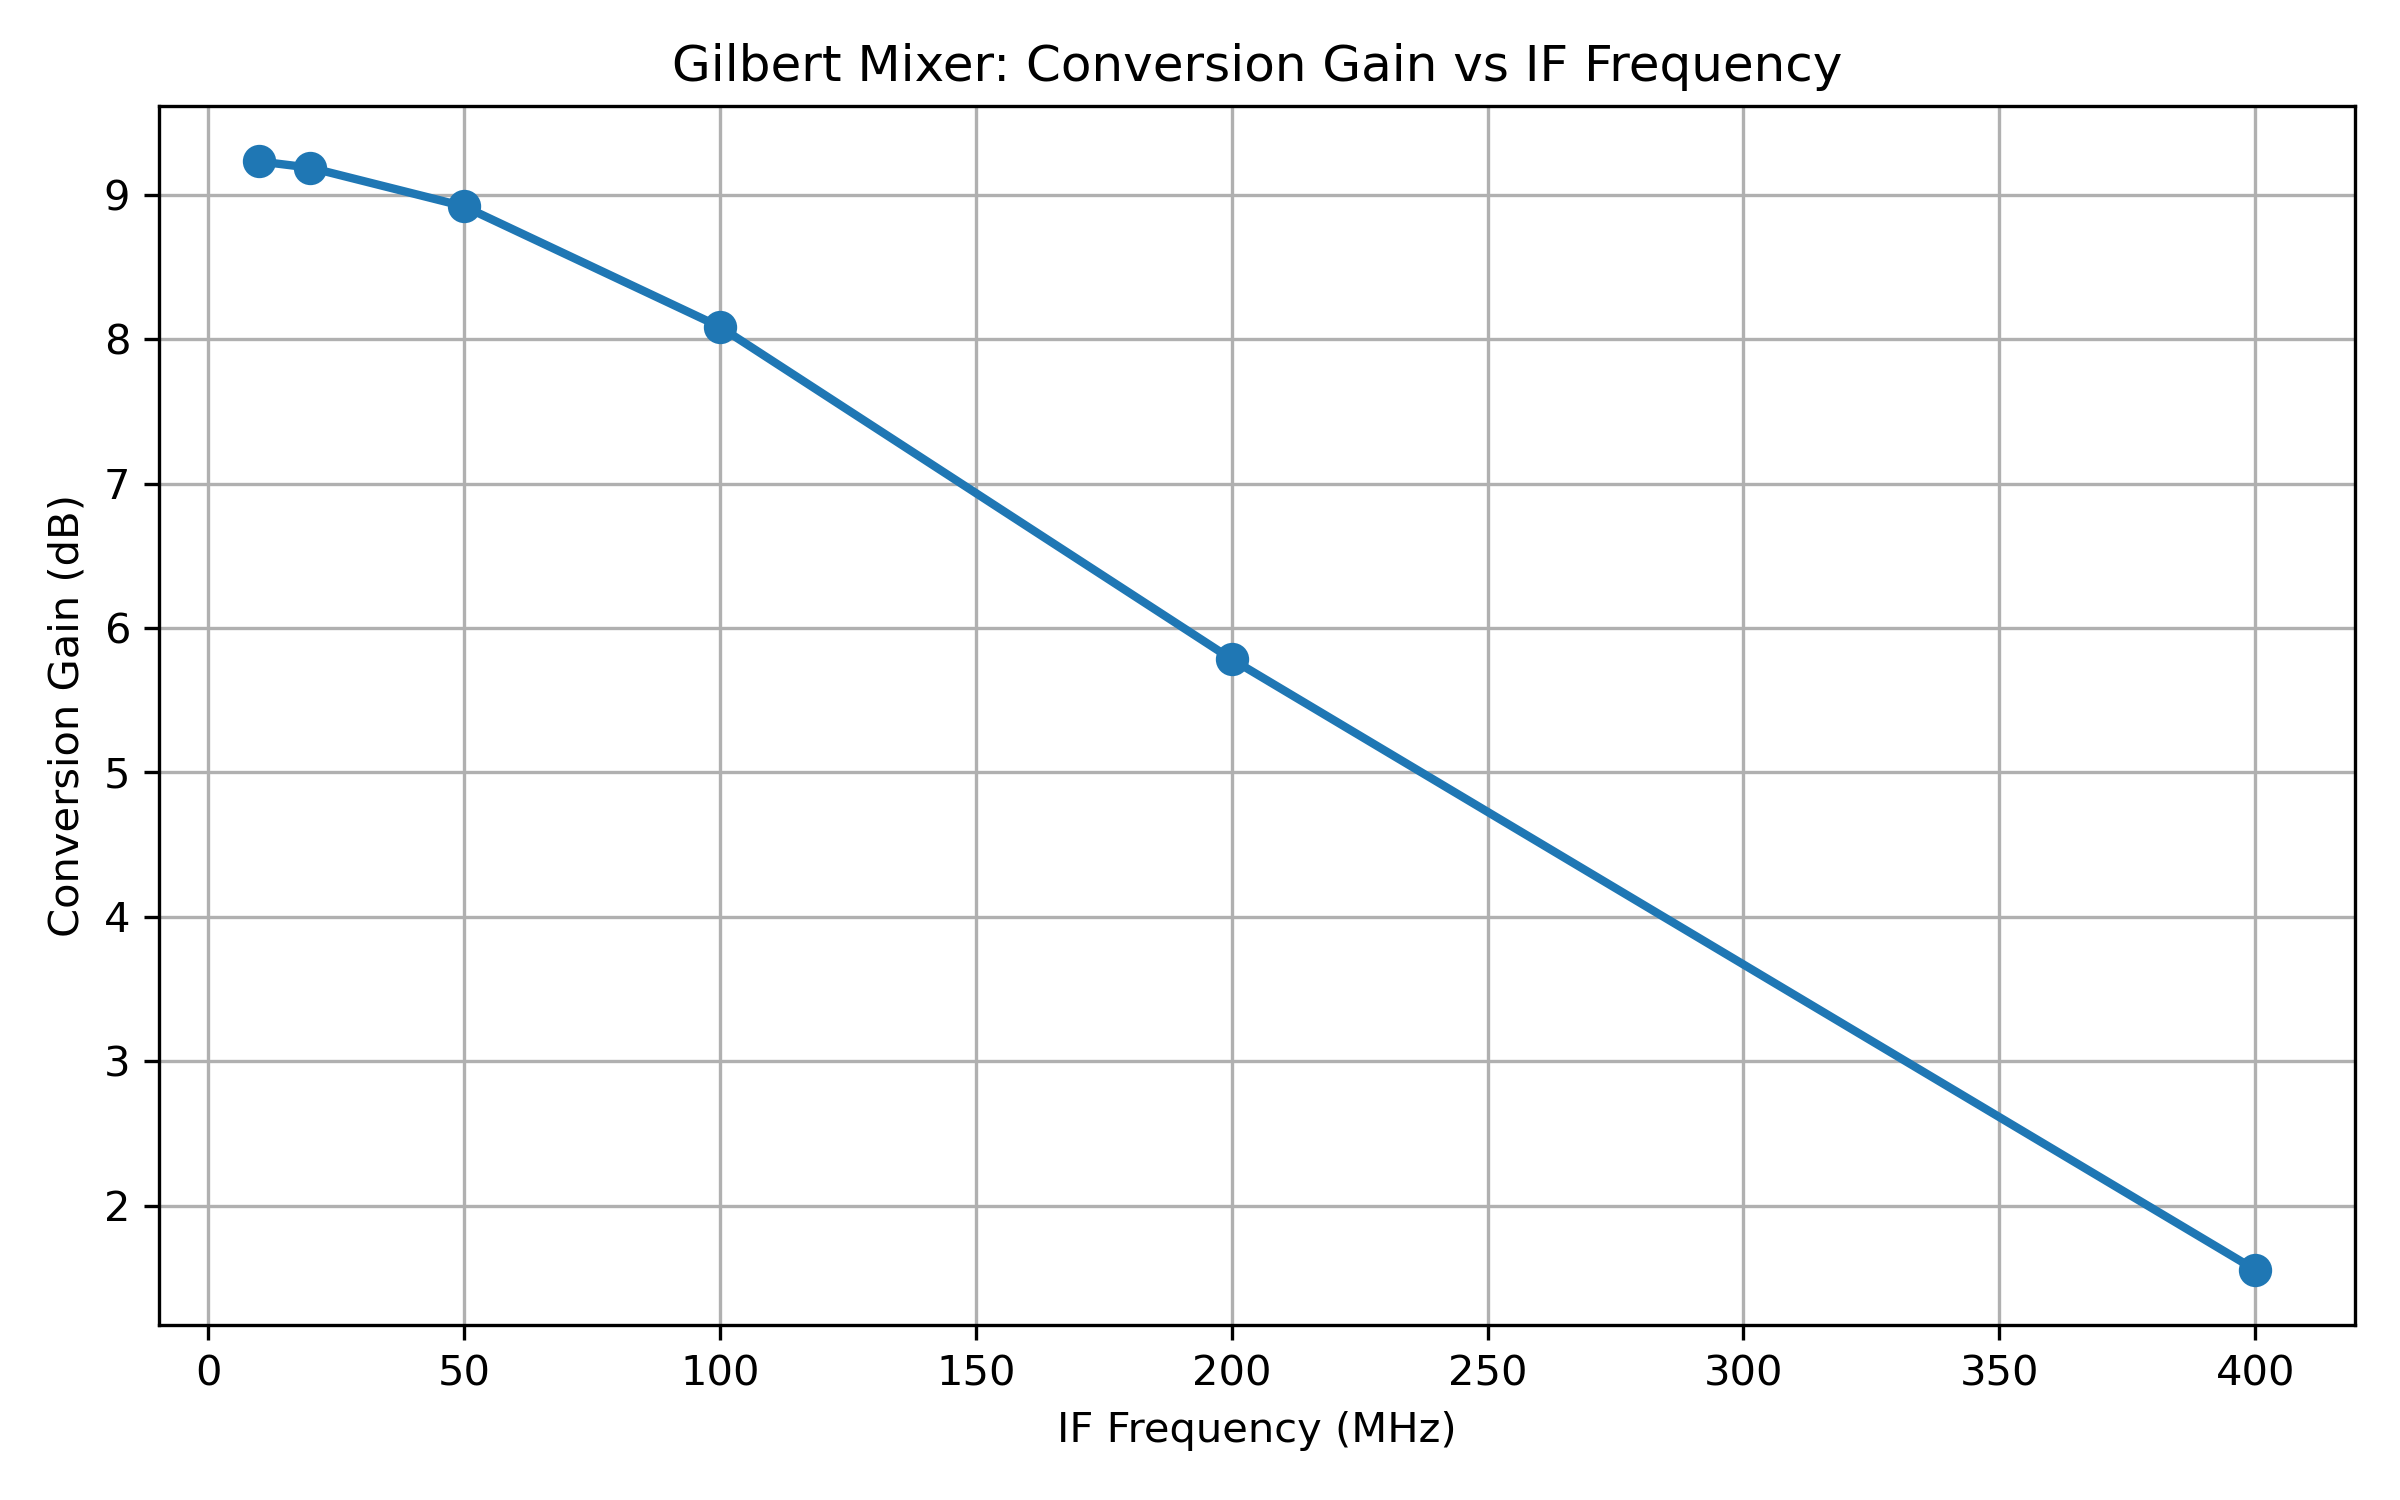 Gilbert Mixer: Conversion Gain vs IF Frequency
Conversion Gain (dB)
9
8
7
6
5
4
3
2
0 50 100 150 200 250 300 350 400
IF Frequency (MHz)